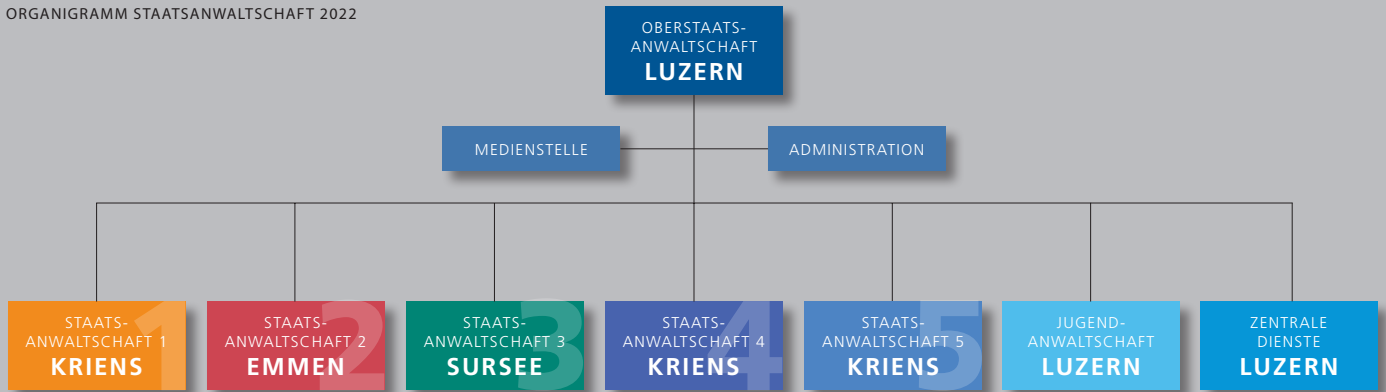 ORGANIGRAMM STAATSANWALTSCHAFT 2022
OBERSTAATS-
ANWALTSCHAFT
LUZERN
MEDIENSTELLE
ADMINISTRATION
STAATS-
ANWALTSCHAFT 1
KRIENS
1
STAATS-
ANWALTSCHAFT 2
EMMEN
2
STAATS-
ANWALTSCHAFT 3
SURSEE
3
STAATS-
ANWALTSCHAFT 4
KRIENS
4
STAATS-
ANWALTSCHAFT 5
KRIENS
5
JUGEND-
ANWALTSCHAFT
LUZERN
ZENTRALE
DIENSTE
LUZERN